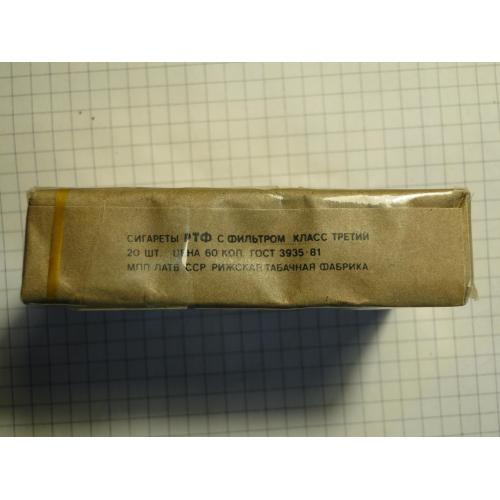 СИГАРЕТЫ РТФ С ФИЛЬТРОМ КЛАСС ТРЕТИЙ
20 ШТ. ЦЕНА 60 КОП. ГОСТ 3935-81
МПП ЛАТВ ССР РИЖСКАЯ ТАБАЧНАЯ ФАБРИКА